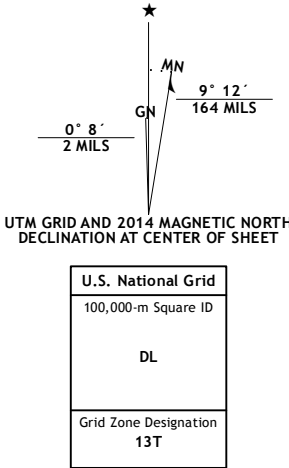 ★
MN
GN
9° 12´
164 MILS
0° 8´
2 MILS
UTM GRID AND 2014 MAGNETIC NORTH
DECLINATION AT CENTER OF SHEET
U.S. National Grid
100,000-m Square ID
DL
Grid Zone Designation
13T